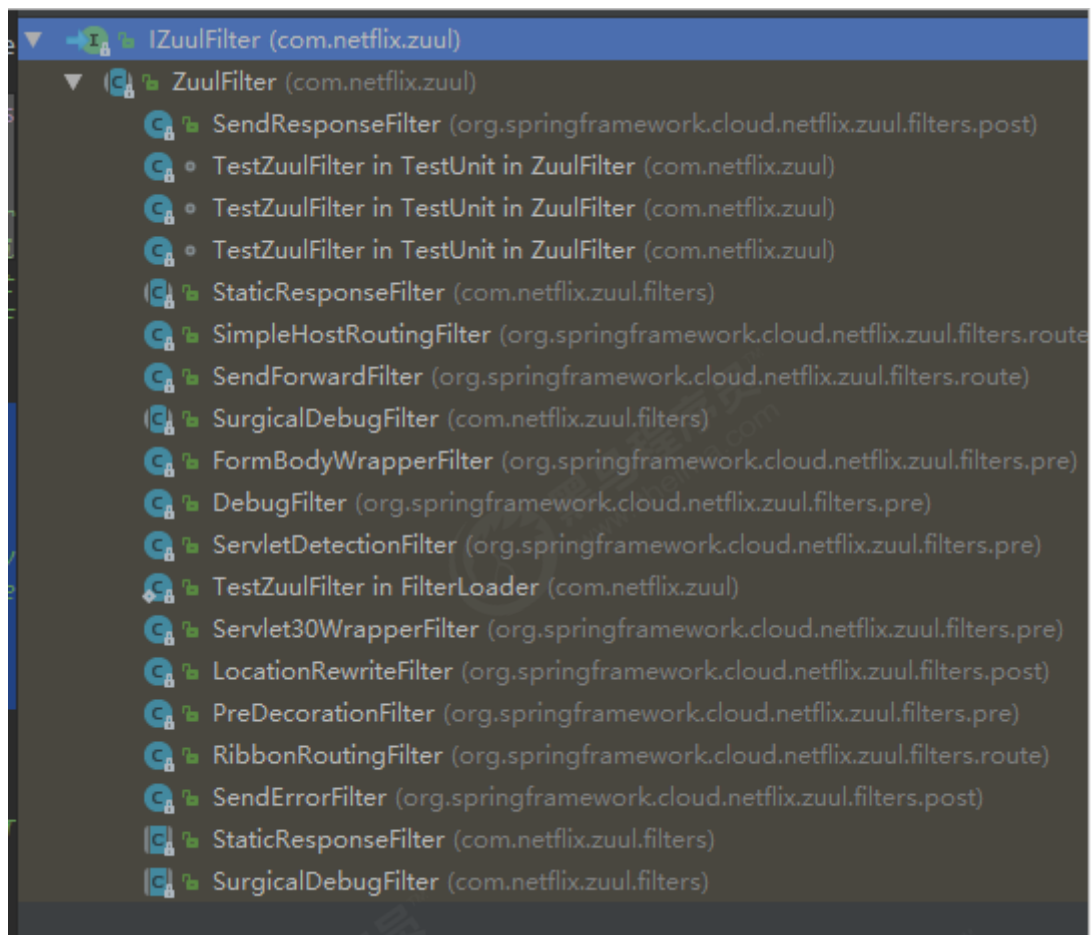 IZuulFilter (com.netflix.zuul)
ZuulFilter (com.netflix.zuul)
SendResponseFilter (org.springframework.cloud.netflix.zuul.filters.post)
TestZuulFilter in TestUnit in ZuulFilter (com.netflix.zuul)
TestZuulFilter in TestUnit in ZuulFilter (com.netflix.zuul)
TestZuulFilter in TestUnit in ZuulFilter (com.netflix.zuul)
StaticResponseFilter (com.netflix.zuul.filters)
SimpleHostRoutingFilter (org.springframework.cloud.netflix.zuul.filters.route
SendForwardFilter (org.springframework.cloud.netflix.zuul.filters.route)
SurgicalDebugFilter (com.netflix.zuul.filters)
FormBodyWrapperFilter (org.springframework.cloud.netflix.zuul.filters.pre)
DebugFilter (org.springframework.cloud.netflix.zuul.filters.pre)
ServletDetectionFilter (org.springframework.cloud.netflix.zuul.filters.pre)
TestZuulFilter in FilterLoader (com.netflix.zuul)
Servlet30WrapperFilter (org.springframework.cloud.netflix.zuul.filters.pre)
LocationRewriteFilter (org.springframework.cloud.netflix.zuul.filters.post)
PreDecorationFilter (org.springframework.cloud.netflix.zuul.filters.pre)
RibbonRoutingFilter (org.springframework.cloud.netflix.zuul.filters.route)
SendErrorFilter (org.springframework.cloud.netflix.zuul.filters.post)
StaticResponseFilter (com.netflix.zuul.filters)
SurgicalDebugFilter (com.netflix.zuul.filters)